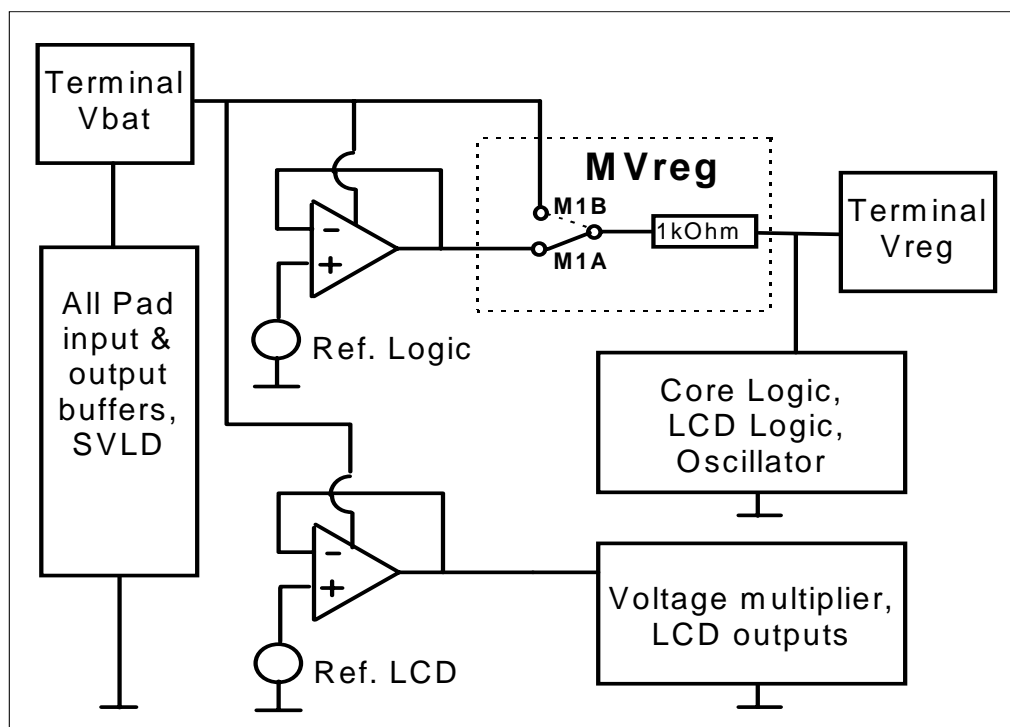 Terminal
Vbat
MVreg
M1B
M1A
1kOhm
Terminal
Vreg
-
+
Ref. Logic
All Pad
input &
output
buffers,
SVLD
Core Logic,
LCD Logic,
Oscillator
-
+
Ref. LCD
Voltage multiplier,
LCD outputs